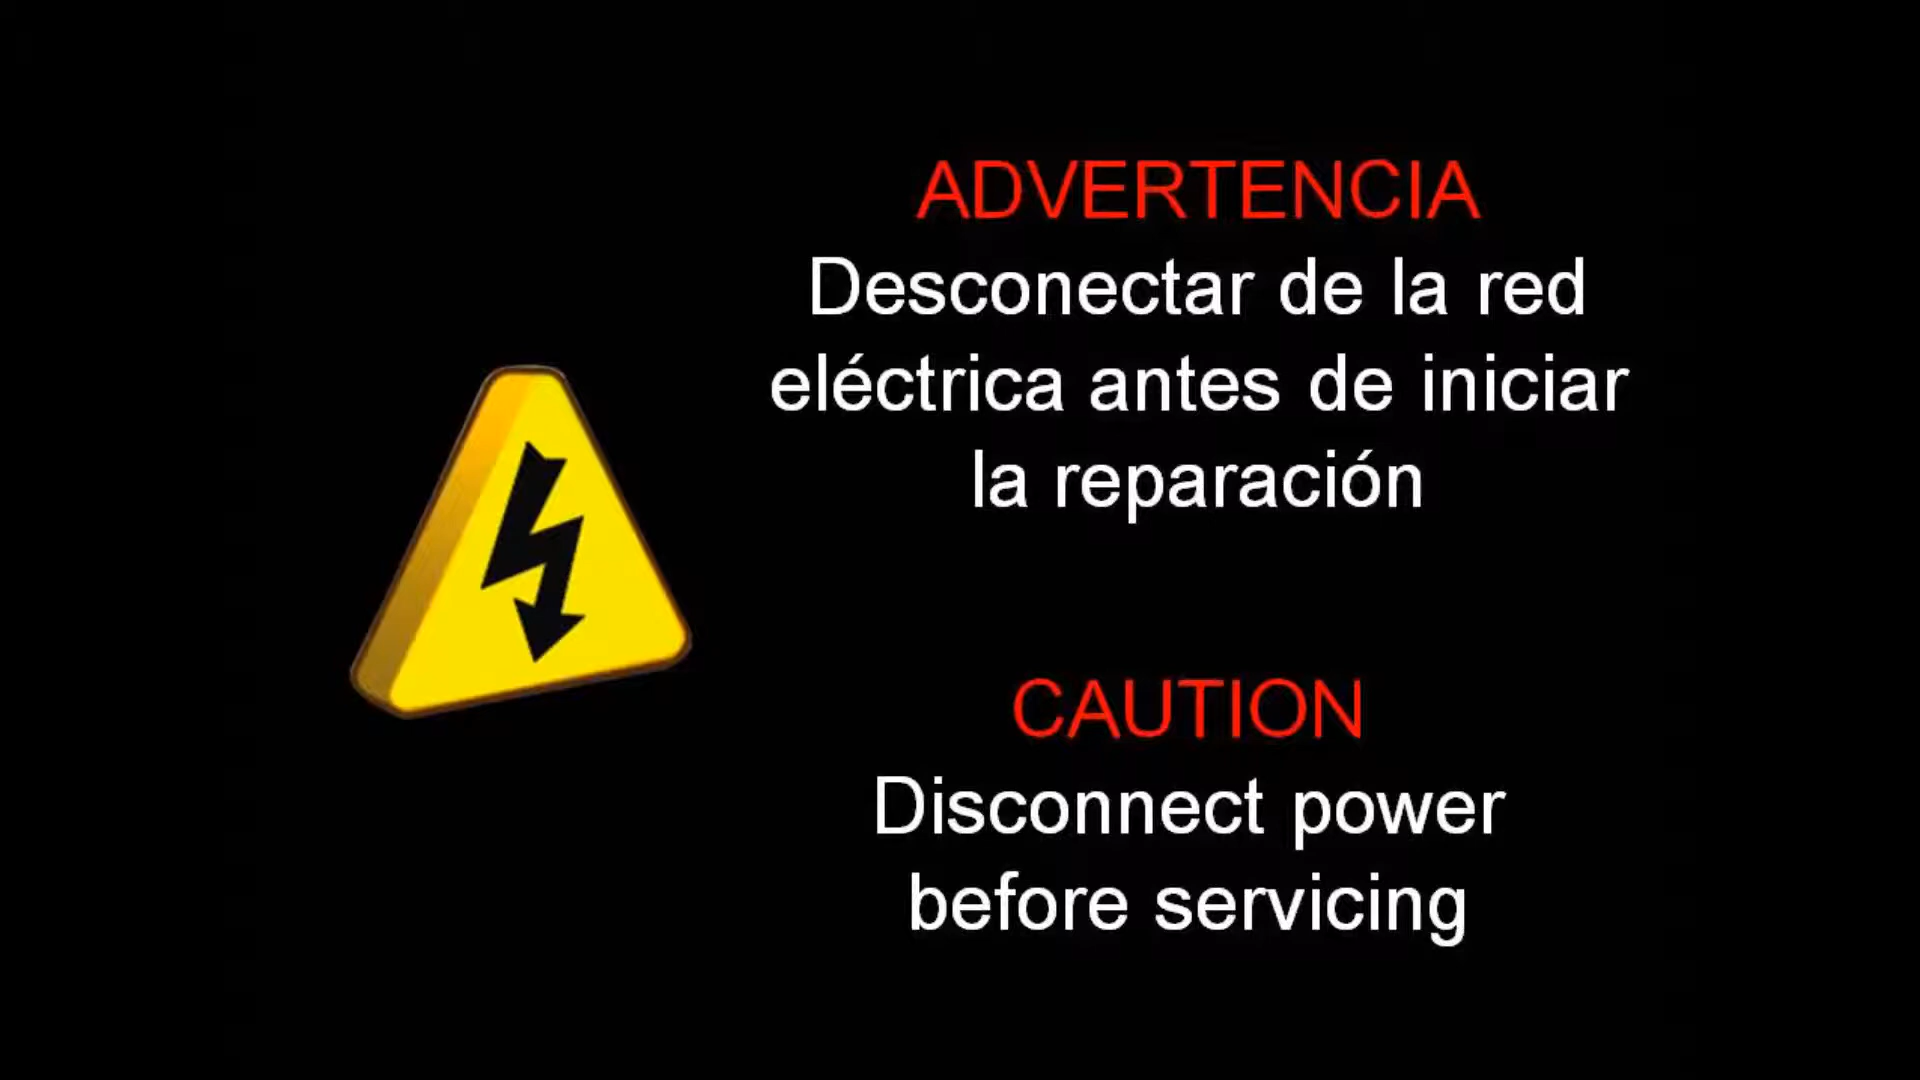 ADVERTENCIA
Desconectar de la red
eléctrica antes de iniciar
la reparación
CAUTION
Disconnect power
before servicing